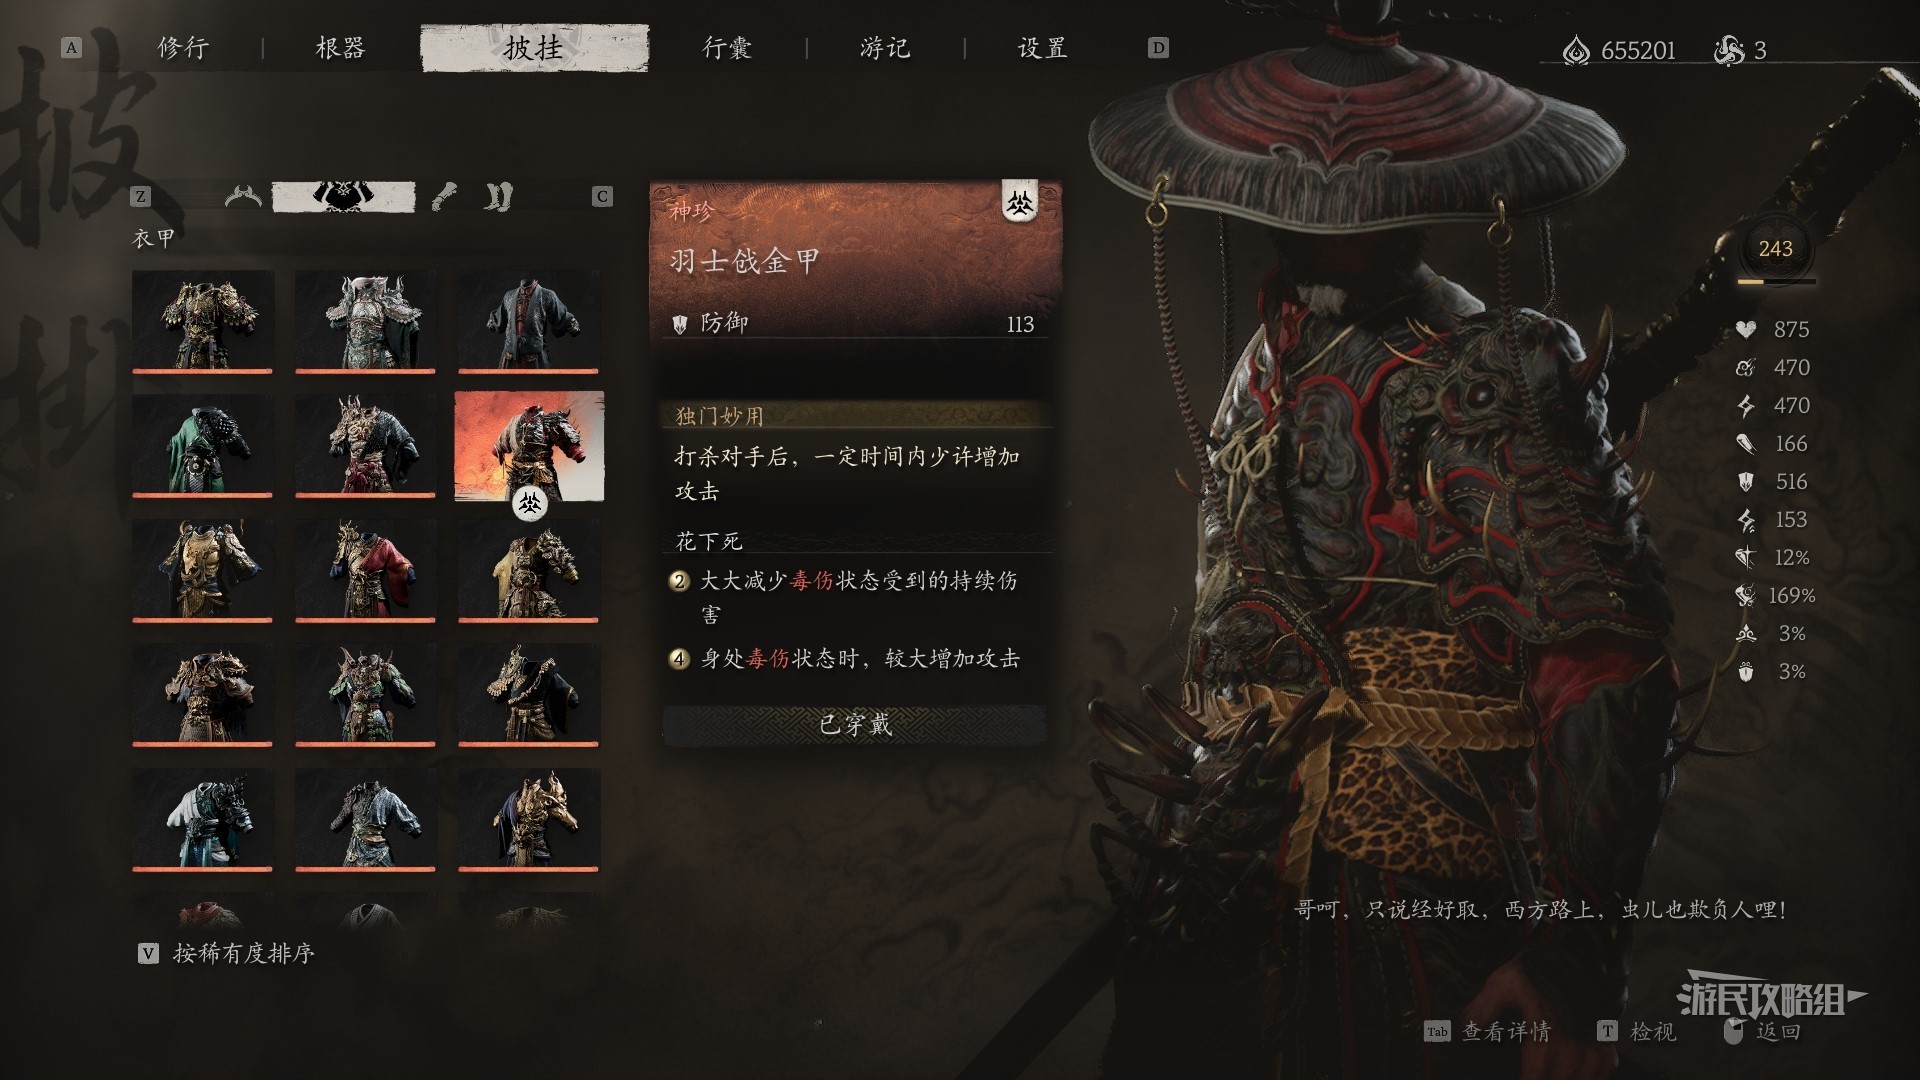 A
修行
根器
披挂
行囊
游记
设置
D
655201
3
披挂
Z
C
衣甲
神珍
羽士戗金甲
防御
113
独门妙用
打杀对手后，一定时间内少许增加
攻击
花下死
2 大大减少毒伤状态受到的持续伤
害
4 身处毒伤状态时，较大增加攻击
已穿戴
243
875
470
470
166
516
153
12%
169%
3%
3%
哥呵，只说经好取，西方路上，虫儿也欺负人哩！
V 按稀有度排序
游民攻略组
Tab 查看详情
T 检视
返回